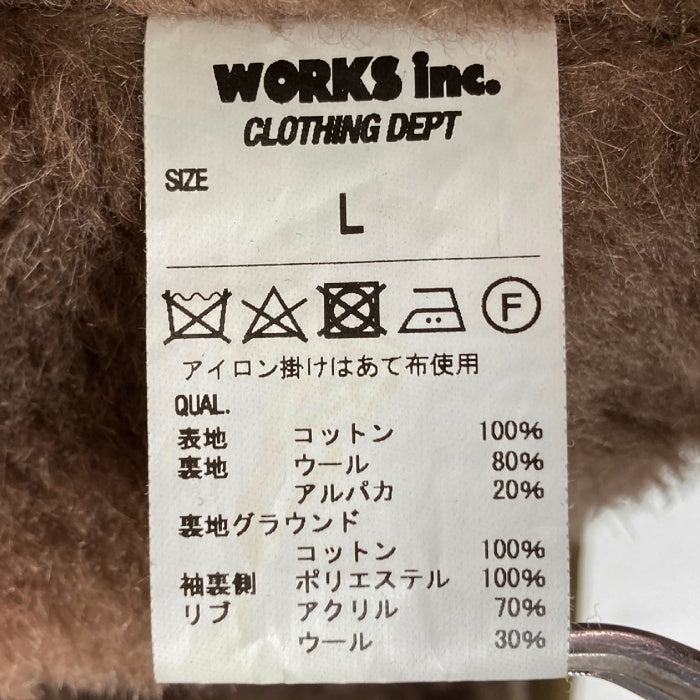 WORKS inc.
CLOTHING DEPT
SIZE
L
F
アイロン掛けはあて布使用
QUAL.
表地 コットン 100%
裏地 ウール 80%
アルパカ 20%
裏地グラウンド
コットン 100%
袖裏側 ポリエステル 100%
リブ アクリル 70%
ウール 30%